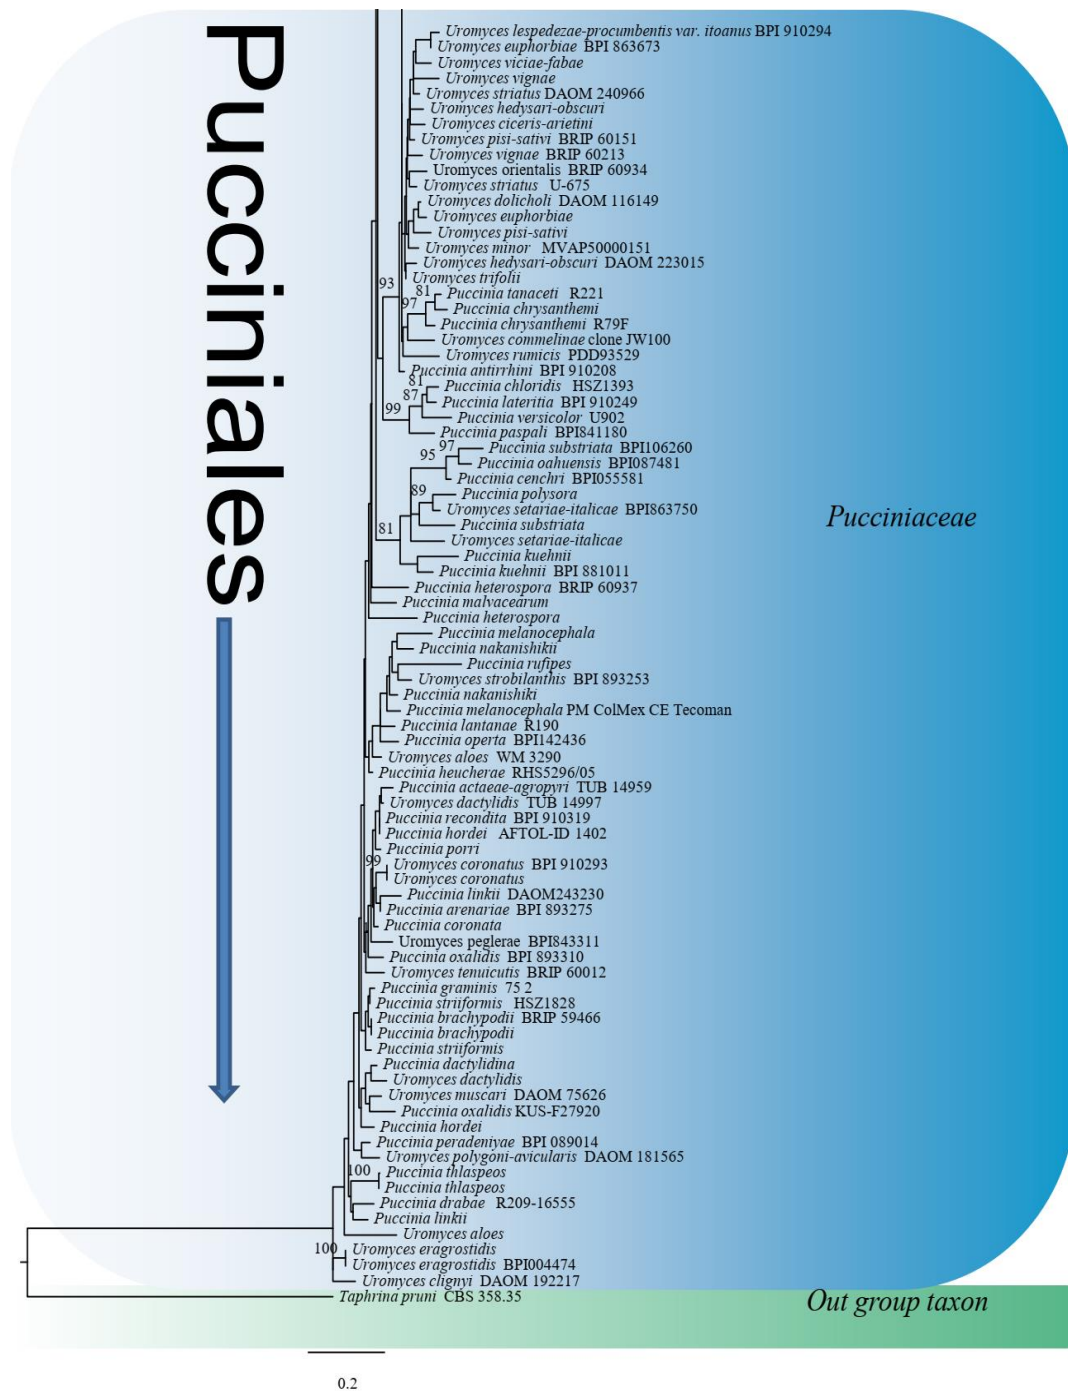 Pucciniales
Uromyces lespedezae-procumbentis var. itoanus BPI 910294
Uromyces euphorbiae BPI 863673
Uromyces viciae-fabae
Uromyces vignae
Uromyces striatus DAOM 240966
Uromyces hedysari-obscuri
Uromyces ciceris-arietini
Uromyces pisi-sativi BRIP 60151
Uromyces vignae BRIP 60213
Uromyces orientalis BRIP 60934
Uromyces striatus U-675
Uromyces dolicholi DAOM 116149
Uromyces euphorbiae
Uromyces pisi-sativi
Uromyces minor MVAP50000151
Uromyces hedysari-obscuri DAOM 223015
Uromyces trifolii
93
81 Puccinia tanaceti R221
97 Puccinia chrysanthemi
Puccinia chrysanthemi R79F
Uromyces commelinae clone JW100
Uromyces rumicis PDD93529
Puccinia antirrhini BPI 910208
81 Puccinia chloridis HSZ1393
87 Puccinia lateritia BPI 910249
99 Puccinia versicolor U902
Puccinia paspali BPI841180
97 Puccinia substriata BPI106260
95 Puccinia oahuensis BPI087481
Puccinia cenchri BPI055581
89 Puccinia polysora
Uromyces setariae-italicae BPI863750
Pucciniaceae
Puccinia substriata
81 Uromyces setariae-italicae
Puccinia kuehnii
Puccinia kuehnii BPI 881011
Puccinia heterospora BRIP 60937
Puccinia malvacearum
Puccinia heterospora
Puccinia melanocephala
Puccinia nakanishikii
Puccinia rufipes
Uromyces strobilanthis BPI 893253
Puccinia nakanishiki
Puccinia melanocephala PM ColMex CE Tecoman
Puccinia lantanae R190
Puccinia operta BPI142436
Uromyces aloes WM 3290
Puccinia heucherae RHS5296/05
Puccinia actaeae-agropyri TUB 14959
Uromyces dactylidis TUB 14997
Puccinia recondita BPI 910319
Puccinia hordei AFTOL-ID 1402
Puccinia porri
99 Uromyces coronatus BPI 910293
Uromyces coronatus
Puccinia linkii DAOM243230
Puccinia arenariae BPI 893275
Puccinia coronata
Uromyces peglerae BPI843311
Puccinia oxalidis BPI 893310
Uromyces tenuicutis BRIP 60012
Puccinia graminis 75 2
Puccinia striiformis HSZ1828
Puccinia brachypodii BRIP 59466
Puccinia brachypodii
Puccinia striiformis
Puccinia dactylidina
Uromyces dactylidis
Uromyces muscari DAOM 75626
Puccinia oxalidis KUS-F27920
Puccinia hordei
Puccinia peradeniyae BPI 089014
Uromyces polygoni-avicularis DAOM 181565
100 Puccinia thlaspeos
Puccinia thlaspeos
Puccinia drabae R209-16555
Puccinia linkii
Uromyces aloes
100 Uromyces eragrostidis
Uromyces eragrostidis BPI004474
Uromyces clignyi DAOM 192217
Taphrina pruni CBS 358.35
Out group taxon
0.2